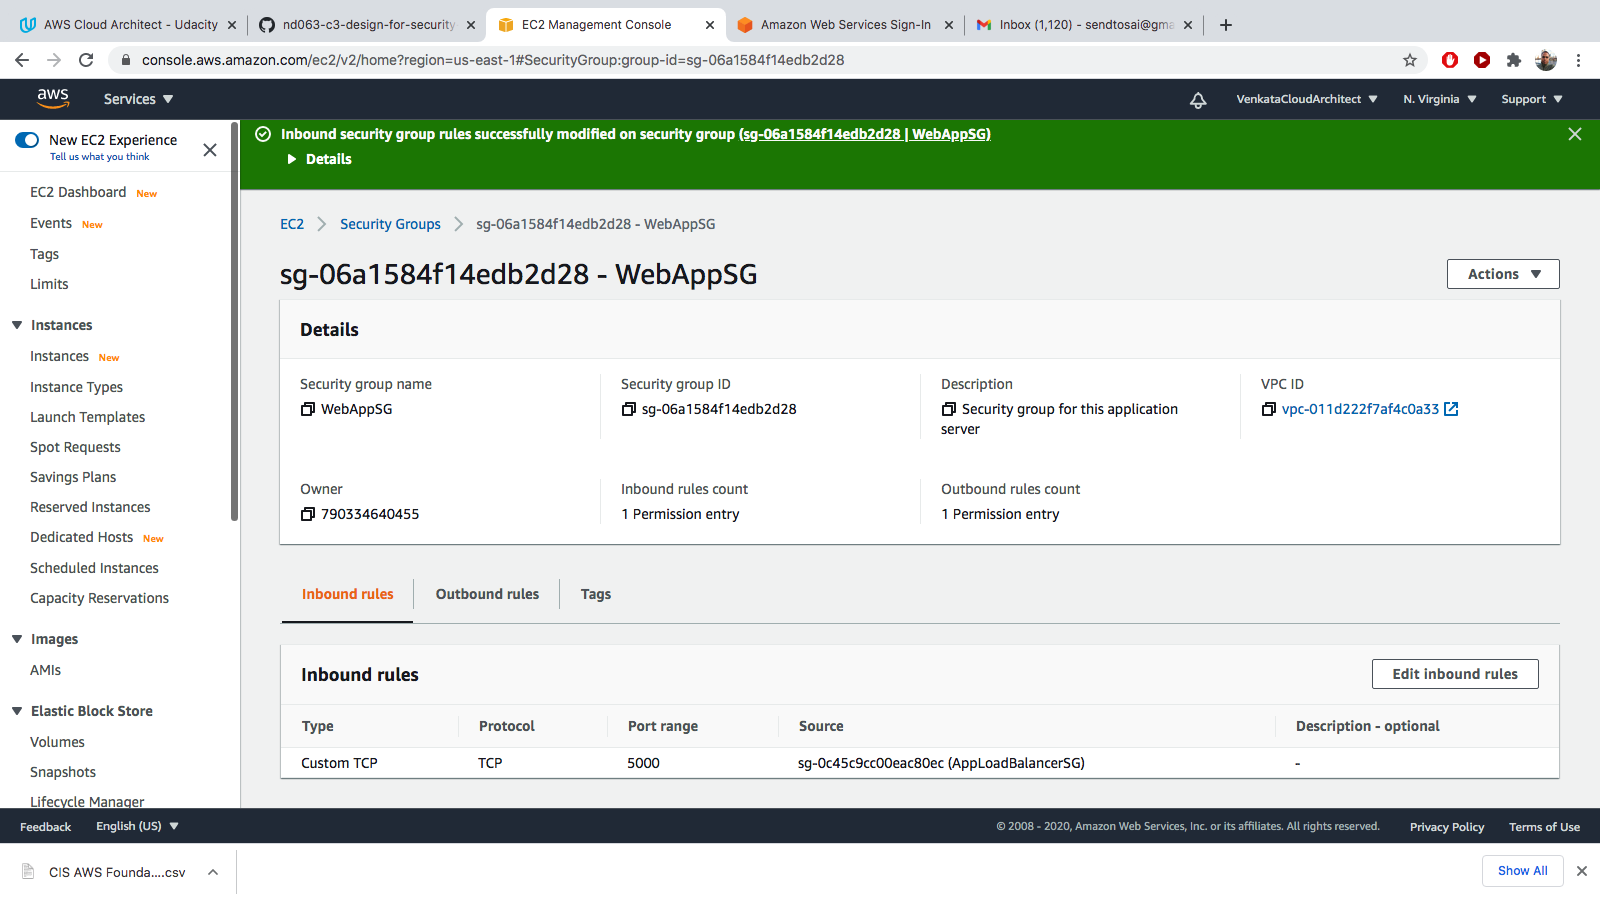 AWS Cloud Architect - Udacity
nd063-c3-design-for-security
EC2 Management Console
Amazon Web Services Sign-In
Inbox (1,120) - sendtosai@gma
console.aws.amazon.com/ec2/v2/home?region=us-east-1#SecurityGroup:group-id=sg-06a1584f14edb2d28
aws
Services
VenkataCloudArchitect
N. Virginia
Support
New EC2 Experience
Tell us what you think
EC2 Dashboard New
Events New
Tags
Limits
Instances
Instances New
Instance Types
Launch Templates
Spot Requests
Savings Plans
Reserved Instances
Dedicated Hosts New
Scheduled Instances
Capacity Reservations
Images
AMIs
Elastic Block Store
Volumes
Snapshots
Lifecycle Manager
Inbound security group rules successfully modified on security group (sg-06a1584f14edb2d28 | WebAppSG)
Details
EC2
Security Groups
sg-06a1584f14edb2d28 - WebAppSG
sg-06a1584f14edb2d28 - WebAppSG
Actions
Details
Security group name
WebAppSG
Security group ID
sg-06a1584f14edb2d28
Description
Security group for this application
server
VPC ID
vpc-011d222f7af4c0a33
Owner
790334640455
Inbound rules count
1 Permission entry
Outbound rules count
1 Permission entry
Inbound rules
Outbound rules
Tags
Inbound rules
Edit inbound rules
Type
Protocol
Port range
Source
Description - optional
Custom TCP
TCP
5000
sg-0c45c9cc00eac80ec (AppLoadBalancerSG)
-
Feedback
English (US)
© 2008 - 2020, Amazon Web Services, Inc. or its affiliates. All rights reserved.
Privacy Policy
Terms of Use
CIS AWS Founda....csv
Show All